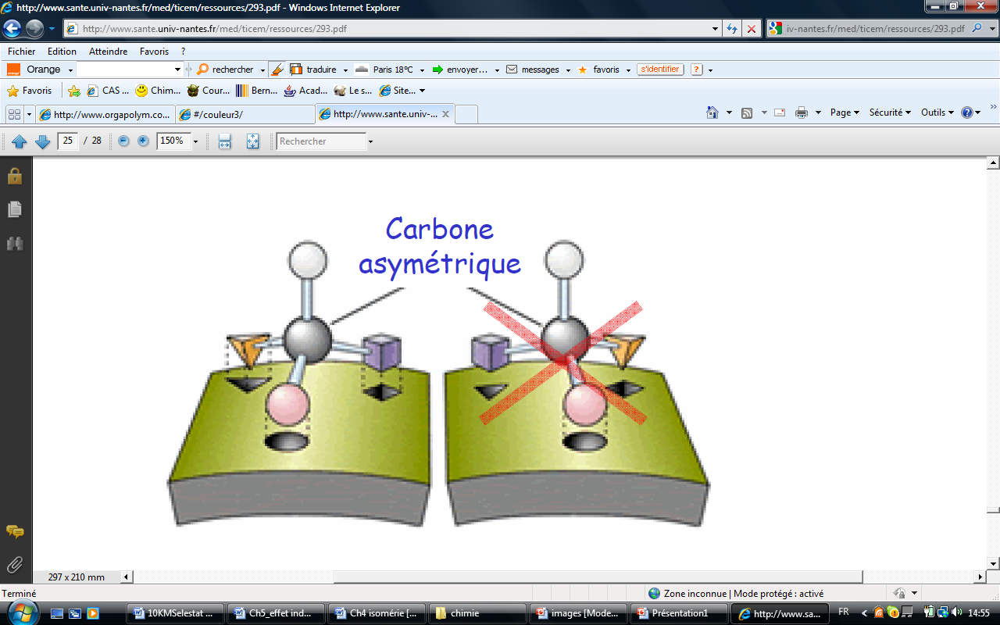 http://www.sante.univ-nantes.fr/med/ticem/ressources/293.pdf - Windows Internet Explorer
http://www.sante.univ-nantes.fr/med/ticem/ressources/293.pdf
iv-nantes.fr/med/ticem/ressources/293.pdf
Fichier Edition Atteindre Favoris ?
Orange rechercher traduire Paris 18°C envoyer... messages favoris s'identifier ?
Favoris CAS ... Chim... Cour... Bern... Acad... Le s... Site...
http://www.orgapolym.co... #/couleur3/ http://www.sante.univ-... Page Sécurité Outils
25 / 28 150% Rechercher
Carbone
asymétrique
297 x 210 mm
Terminé Zone inconnue | Mode protégé : activé
10KMSelestat ... Ch5_effet ind... Ch4 isomérie [... chimie images [Mode... Présentation1 http://www.sa... FR 14:55